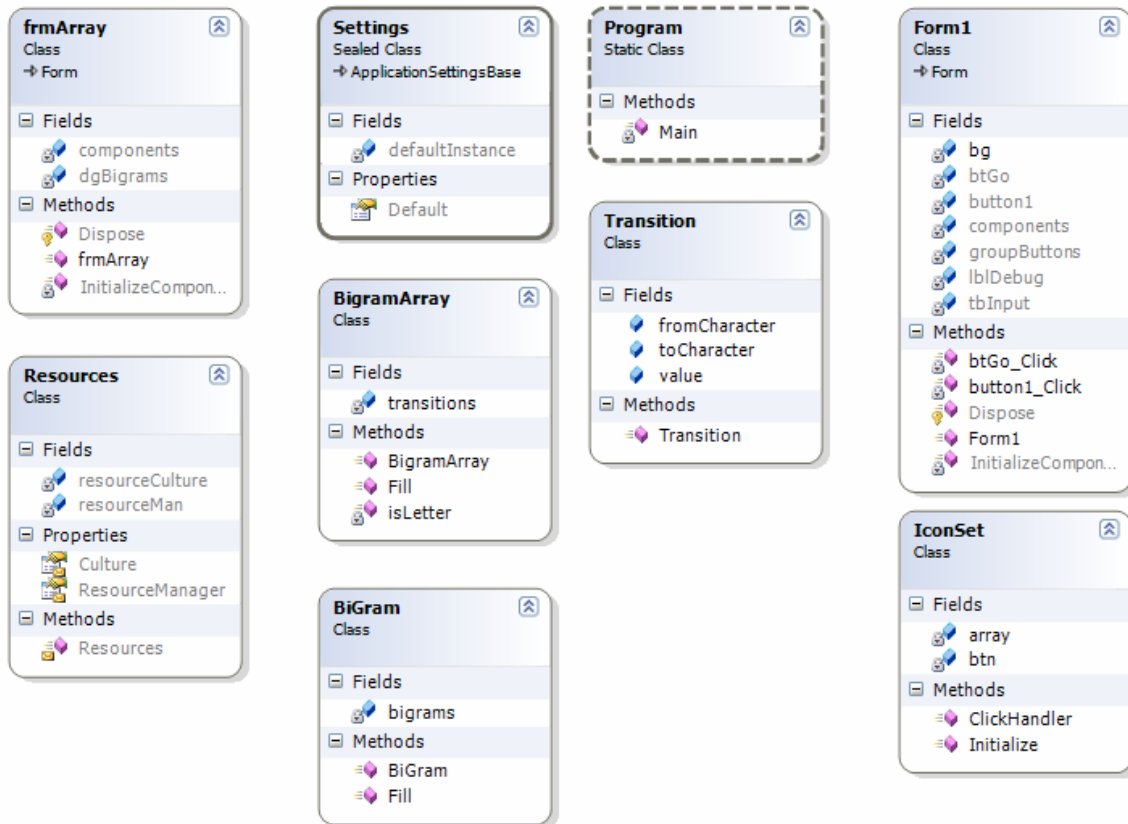 frmArray
Class
Form
Fields
components
dgBigrams
Methods
Dispose
frmArray
InitializeCompon...
Resources
Class
Fields
resourceCulture
resourceMan
Properties
Culture
ResourceManager
Methods
Resources
Settings
Sealed Class
ApplicationSettingsBase
Fields
defaultInstance
Properties
Default
BigramArray
Class
Fields
transitions
Methods
BigramArray
Fill
isLetter
BiGram
Class
Fields
bigrams
Methods
BiGram
Fill
Program
Static Class
Methods
Main
Transition
Class
Fields
fromCharacter
toCharacter
value
Methods
Transition
Form1
Class
Form
Fields
bg
btGo
button1
components
groupButtons
lblDebug
tbInput
Methods
btGo_Click
button1_Click
Dispose
Form1
InitializeCompon...
IconSet
Class
Fields
array
btn
Methods
ClickHandler
Initialize